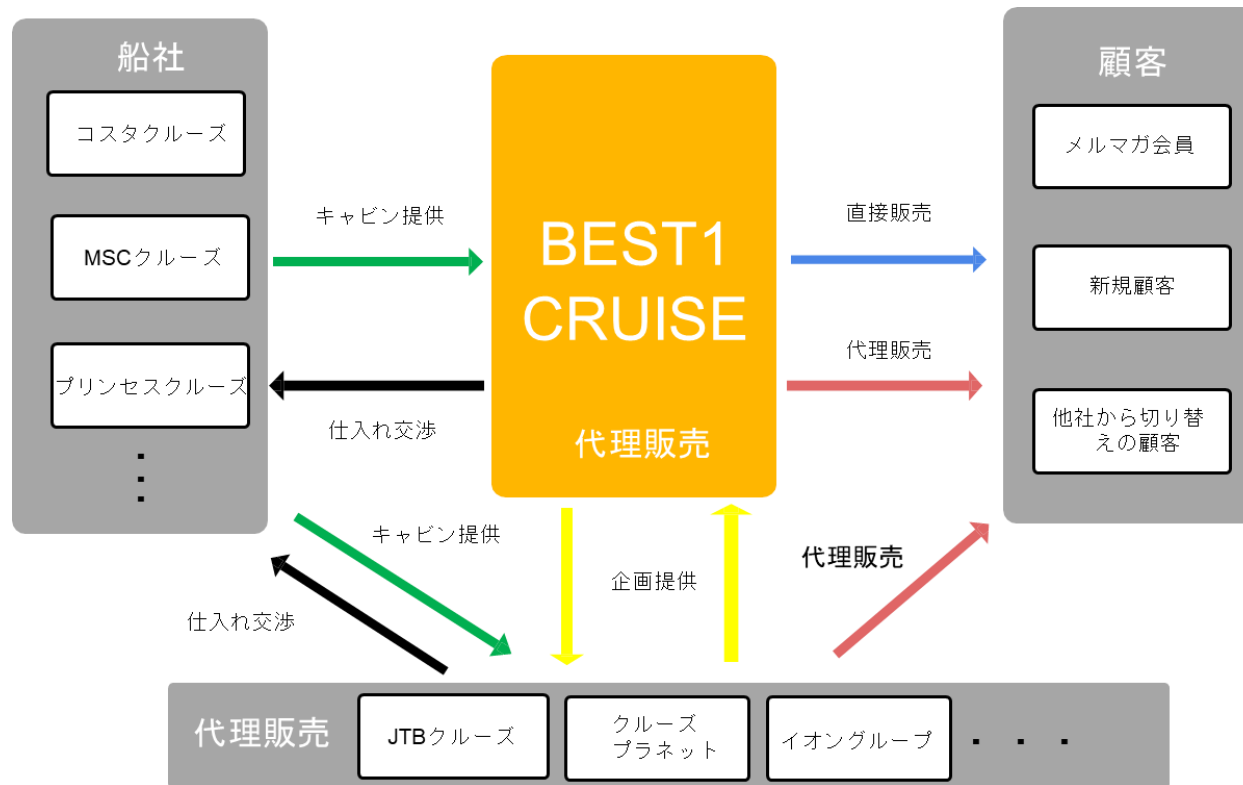 船社
コスタクルーズ
MSCクルーズ
プリンセスクルーズ
キャビン提供
仕入れ交渉
BEST1
CRUISE
代理販売
直接販売
代理販売
顧客
メルマガ会員
新規顧客
他社から切り替
えの顧客
キャビン提供
仕入れ交渉
企画提供
代理販売
代理販売
JTBクルーズ
クルーズ
プラネット
イオングループ
・・・